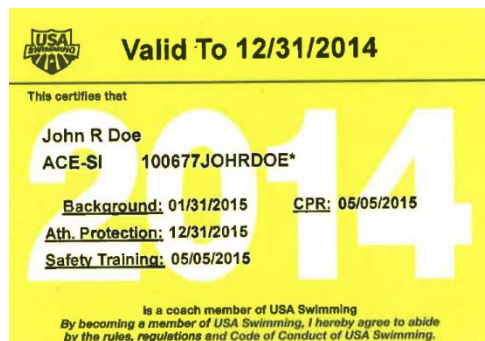 USA
SWIMMING
Valid To 12/31/2014
This certifies that
2014
John R Doe
ACE-SI 100677JOHRDOE*
Background: 01/31/2015 CPR: 05/05/2015
Ath. Protection: 12/31/2015
Safety Training: 05/05/2015
is a coach member of USA Swimming
By becoming a member of USA Swimming, I hereby agree to abide
by the rules, regulations and Code of Conduct of USA Swimming.